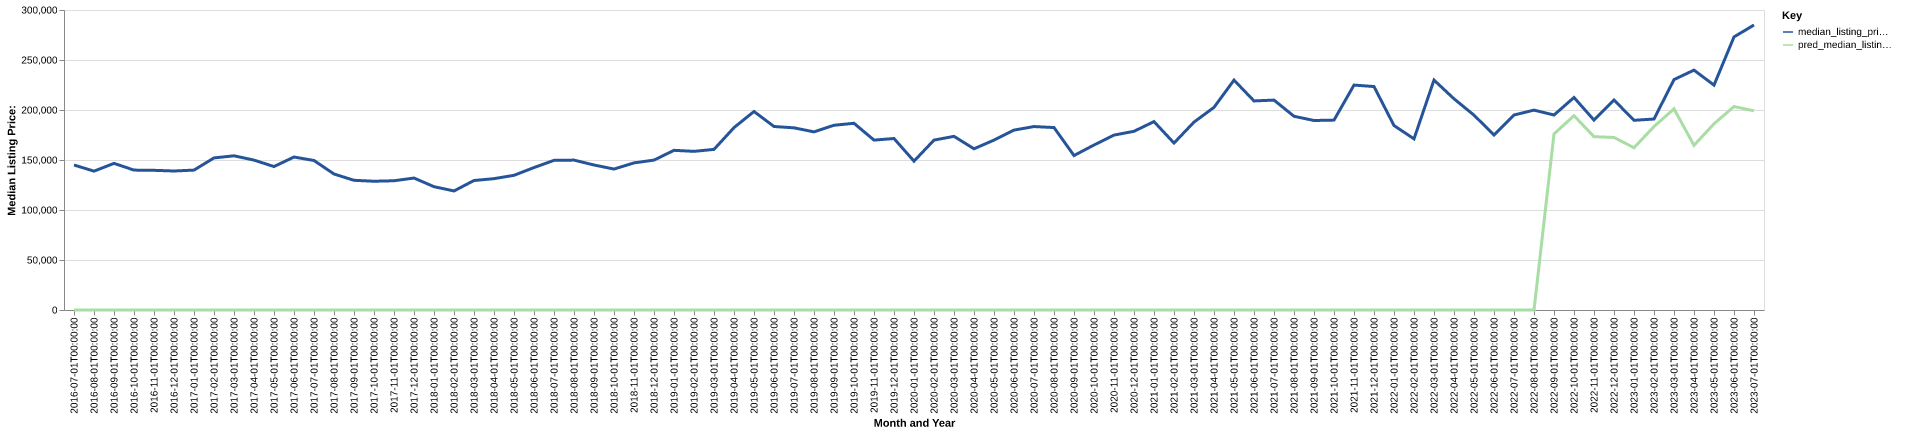 300,000
250,000
200,000
150,000
100,000
50,000
0
Median Listing Price:
2016-07-01T00:00:00
2016-08-01T00:00:00
2016-09-01T00:00:00
2016-10-01T00:00:00
2016-11-01T00:00:00
2016-12-01T00:00:00
2017-01-01T00:00:00
2017-02-01T00:00:00
2017-03-01T00:00:00
2017-04-01T00:00:00
2017-05-01T00:00:00
2017-06-01T00:00:00
2017-07-01T00:00:00
2017-08-01T00:00:00
2017-09-01T00:00:00
2017-10-01T00:00:00
2017-11-01T00:00:00
2017-12-01T00:00:00
2018-01-01T00:00:00
2018-02-01T00:00:00
2018-03-01T00:00:00
2018-04-01T00:00:00
2018-05-01T00:00:00
2018-06-01T00:00:00
2018-07-01T00:00:00
2018-08-01T00:00:00
2018-09-01T00:00:00
2018-10-01T00:00:00
2018-11-01T00:00:00
2018-12-01T00:00:00
2019-01-01T00:00:00
2019-02-01T00:00:00
2019-03-01T00:00:00
2019-04-01T00:00:00
2019-05-01T00:00:00
2019-06-01T00:00:00
2019-07-01T00:00:00
2019-08-01T00:00:00
2019-09-01T00:00:00
2019-10-01T00:00:00
2019-11-01T00:00:00
2019-12-01T00:00:00
2020-01-01T00:00:00
2020-02-01T00:00:00
2020-03-01T00:00:00
2020-04-01T00:00:00
2020-05-01T00:00:00
2020-06-01T00:00:00
2020-07-01T00:00:00
2020-08-01T00:00:00
2020-09-01T00:00:00
2020-10-01T00:00:00
2020-11-01T00:00:00
2020-12-01T00:00:00
2021-01-01T00:00:00
2021-02-01T00:00:00
2021-03-01T00:00:00
2021-04-01T00:00:00
2021-05-01T00:00:00
2021-06-01T00:00:00
2021-07-01T00:00:00
2021-08-01T00:00:00
2021-09-01T00:00:00
2021-10-01T00:00:00
2021-11-01T00:00:00
2021-12-01T00:00:00
2022-01-01T00:00:00
2022-02-01T00:00:00
2022-03-01T00:00:00
2022-04-01T00:00:00
2022-05-01T00:00:00
2022-06-01T00:00:00
2022-07-01T00:00:00
2022-08-01T00:00:00
2022-09-01T00:00:00
2022-10-01T00:00:00
2022-11-01T00:00:00
2022-12-01T00:00:00
2023-01-01T00:00:00
2023-02-01T00:00:00
2023-03-01T00:00:00
2023-04-01T00:00:00
2023-05-01T00:00:00
2023-06-01T00:00:00
2023-07-01T00:00:00
Month and Year
Key
median_listing_pri…
pred_median_listin…